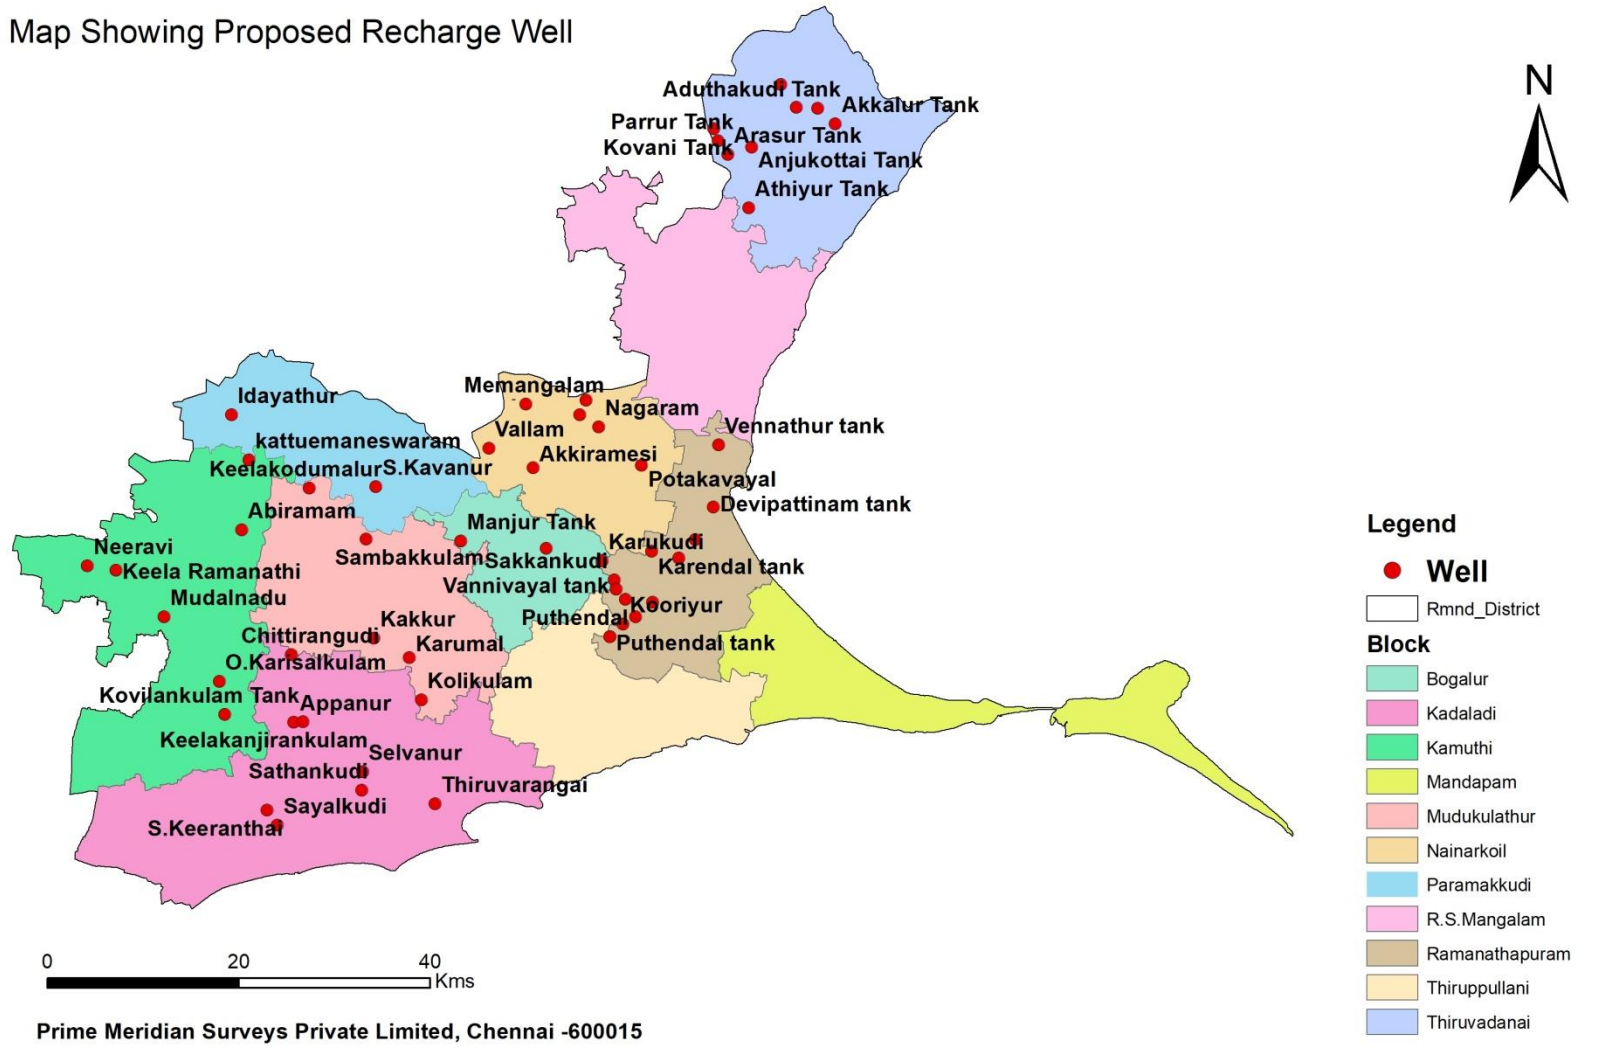 Map Showing Proposed Recharge Well
N
Aduthakudi Tank
Akkalur Tank
Parrur Tank
Arasur Tank
Kovani Tank
Anjukottai Tank
Athiyur Tank
Idayathur
Memangalam
Nagaram
Vallam
Vennathur tank
kattuemaneswaram
Akkiramesi
Keelakodumalur
S.Kavanur
Potakavayal
Devipattinam tank
Abiramam
Manjur Tank
Neeravi
Sambakkulam
Sakkankudi
Karukudi
Keela Ramanathi
Karendal tank
Vannivayal tank
Mudalnadu
Kooriyur
Kakkur
Puthendal
Chittirangudi
Karumal
Puthendal tank
O.Karisalkulam
Kolikulam
Kovilankulam Tank
Appanur
Keelakanjirankulam
Selvanur
Sathankudi
Thiruvarangai
Sayalkudi
S.Keeranthai
Legend
Well
Rmnd_District
Block
Bogalur
Kadaladi
Kamuthi
Mandapam
Mudukulathur
Nainarkoil
Paramakkudi
R.S.Mangalam
Ramanathapuram
Thiruppullani
Thiruvadanai
0 20 40
Kms
Prime Meridian Surveys Private Limited, Chennai -600015